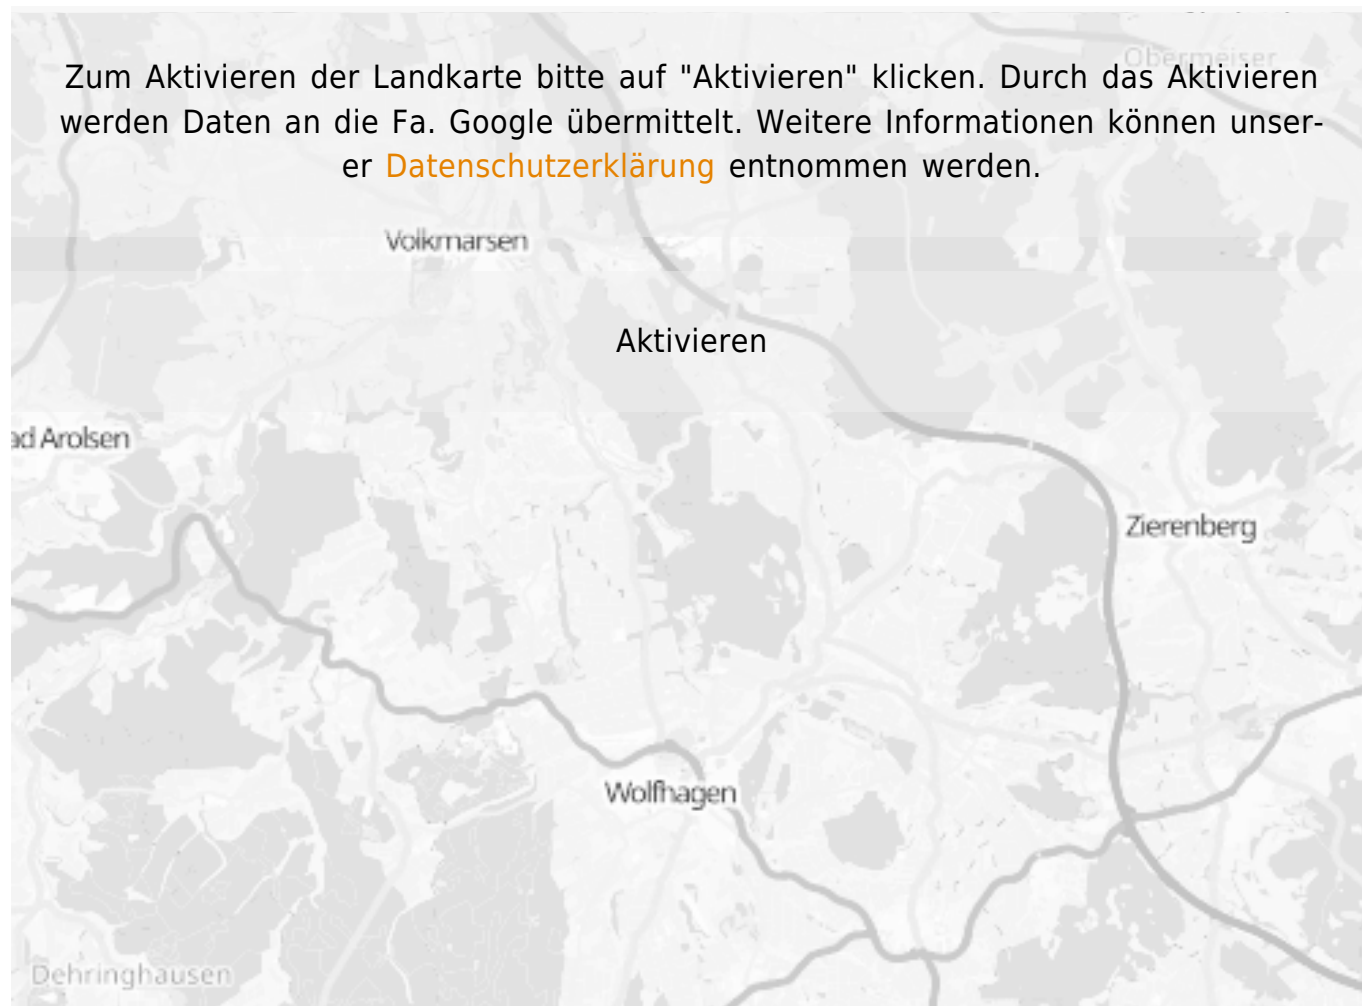 Obermeiser
Zum Aktivieren der Landkarte bitte auf "Aktivieren" klicken. Durch das Aktivieren
werden Daten an die Fa. Google übermittelt. Weitere Informationen können unser-
er Datenschutzerklärung entnommen werden.
Volkmarsen
Aktivieren
ad Arolsen
Zierenberg
Wolfhagen
Dehringhausen